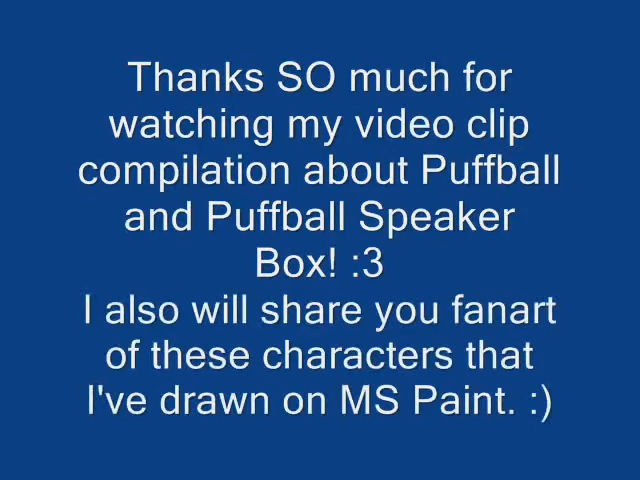 Thanks SO much for
watching my video clip
compilation about Puffball
and Puffball Speaker
Box! :3
I also will share you fanart
of these characters that
I've drawn on MS Paint. :)